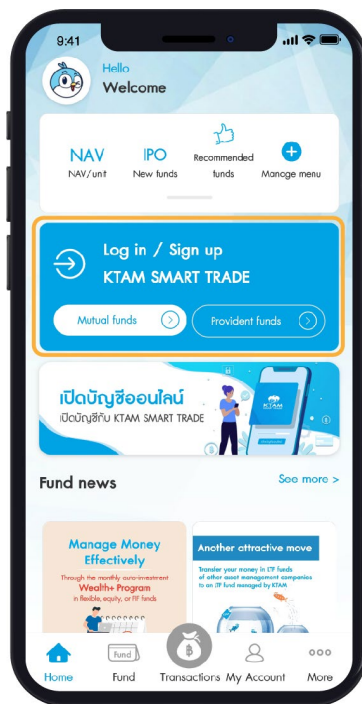 9:41
Hello
Welcome
NAV
NAV/unit
IPO
New funds
Recommended
funds
Manage menu
Log in / Sign up
KTAM SMART TRADE
Mutual funds
Provident funds
เปิดบัญชีออนไลน์
เปิดบัญชีกับ KTAM SMART TRADE
KTAM
Fund news
See more >
Manage Money
Effectively
Through the monthly auto-investment
Wealth+ Program
in flexible, equity, or FIF funds
Another attractive move
Transfer your money in LTF funds
of other asset management companies
to an LTF fund managed by KTAM
Home
Fund
Fund
Transactions
My Account
More